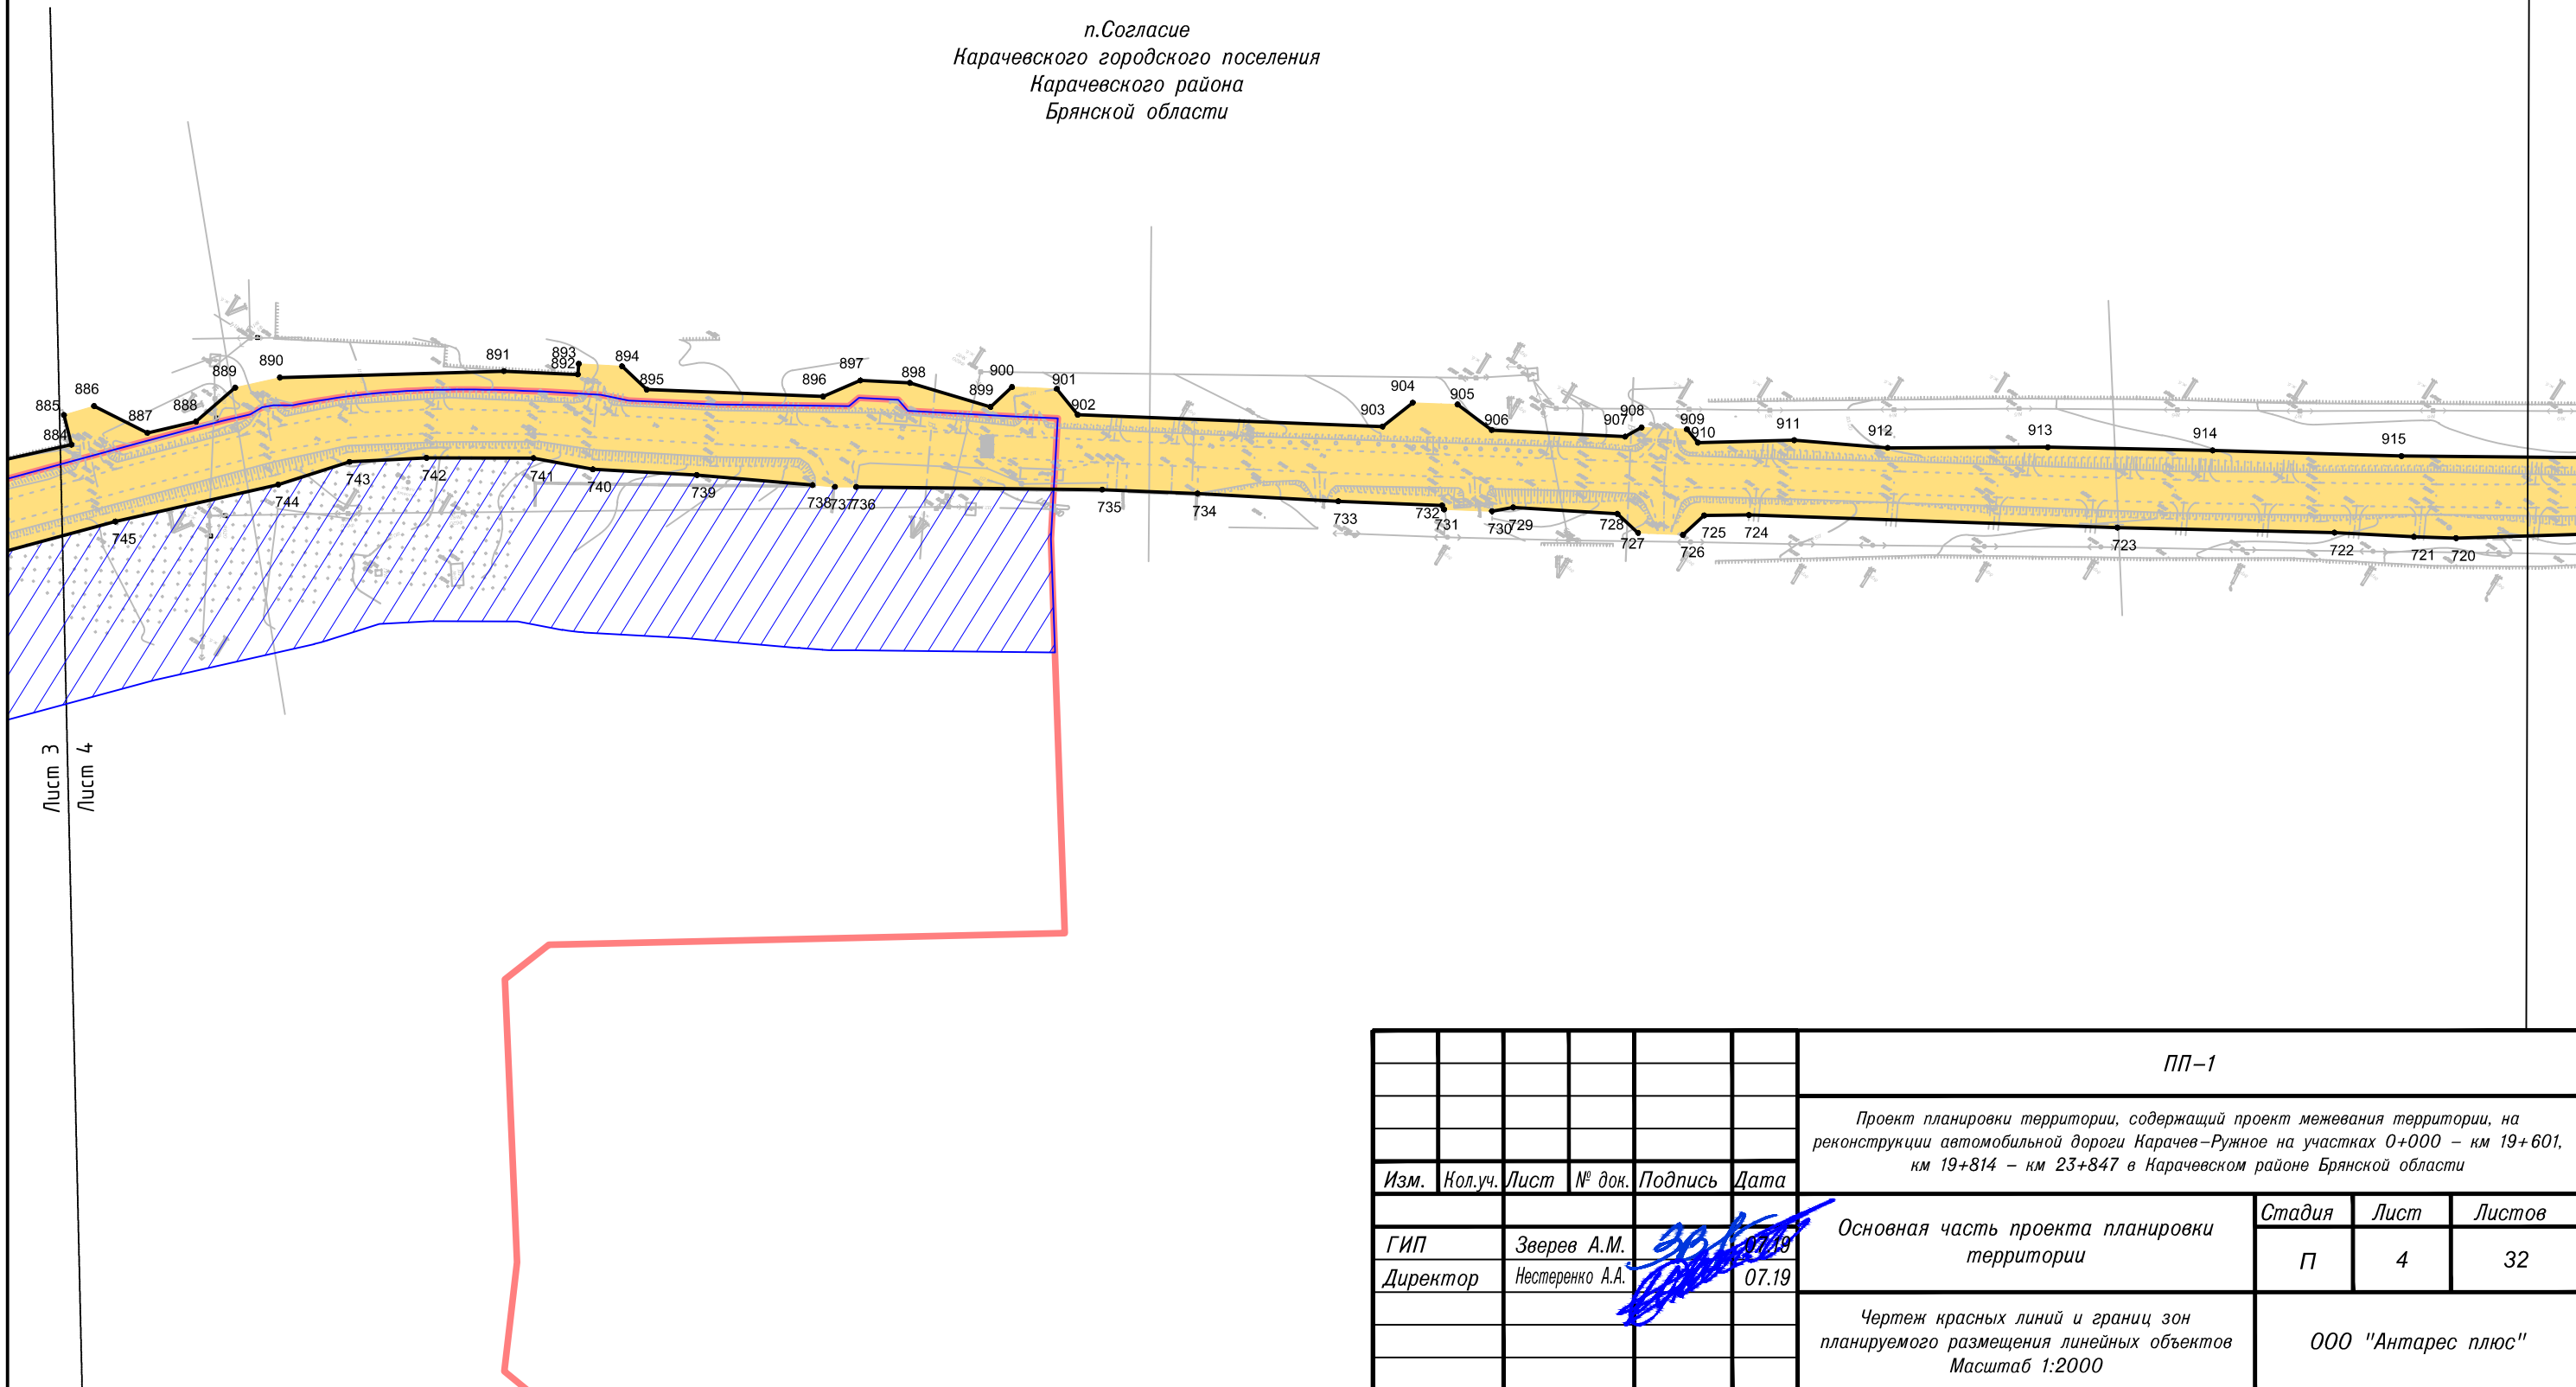 п.Согласие
Карачевского городского поселения
Карачевского района
Брянской области
884 885 886 887 888 889 890 891 892 893 894 895 896 897 898 899 900 901 902 903 904 905 906 907 908 909 910 911 912 913 914 915
745 744 743 742 741 740 739 738 737 736 735 734 733 732 731 730 729 728 727 726 725 724 723 722 721 720
Лист 3
Лист 4
ПП-1
Проект планировки территории, содержащий проект межевания территории, на
реконструкции автомобильной дороги Карачев-Ружное на участках 0+000 - км 19+601,
км 19+814 - км 23+847 в Карачевском районе Брянской области
Изм. Кол.уч. Лист № док. Подпись Дата
Основная часть проекта планировки
территории
Стадия Лист Листов
П 4 32
ГИП Зверев А.М. 07.19
Директор Нестеренко А.А. 07.19
Чертеж красных линий и границ зон
планируемого размещения линейных объектов
Масштаб 1:2000
ООО "Антарес плюс"